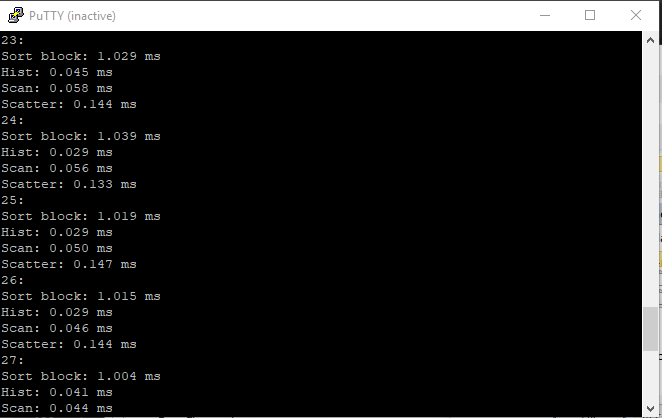 PuTTY (inactive)
23:
Sort block: 1.029 ms
Hist: 0.045 ms
Scan: 0.058 ms
Scatter: 0.144 ms
24:
Sort block: 1.039 ms
Hist: 0.029 ms
Scan: 0.056 ms
Scatter: 0.133 ms
25:
Sort block: 1.019 ms
Hist: 0.029 ms
Scan: 0.050 ms
Scatter: 0.147 ms
26:
Sort block: 1.015 ms
Hist: 0.029 ms
Scan: 0.046 ms
Scatter: 0.144 ms
27:
Sort block: 1.004 ms
Hist: 0.041 ms
Scan: 0.044 ms